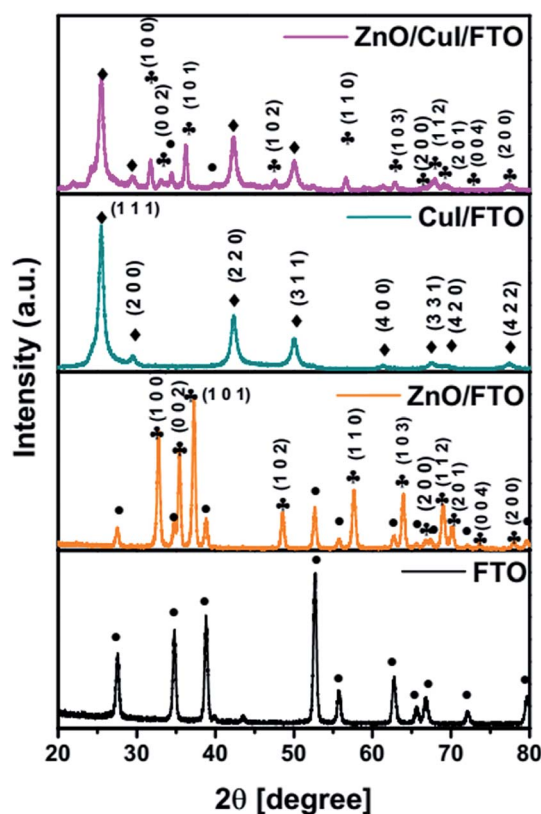 ZnO/CuI/FTO
(1 0 0)
(0 0 2)
(1 0 1)
(1 0 2)
(1 1 0)
(1 0 3)
(2 0 0)
(1 1 2)
(2 0 1)
(0 0 4)
(2 0 0)
CuI/FTO
(1 1 1)
(2 0 0)
(2 2 0)
(3 1 1)
(4 0 0)
(3 3 1)
(4 2 0)
(4 2 2)
ZnO/FTO
(1 0 0)
(0 0 2)
(1 0 1)
(1 0 2)
(1 1 0)
(1 0 3)
(2 0 0)
(1 1 2)
(2 0 1)
(0 0 4)
(2 0 0)
FTO
Intensity (a.u.)
20 30 40 50 60 70 80
2θ [degree]